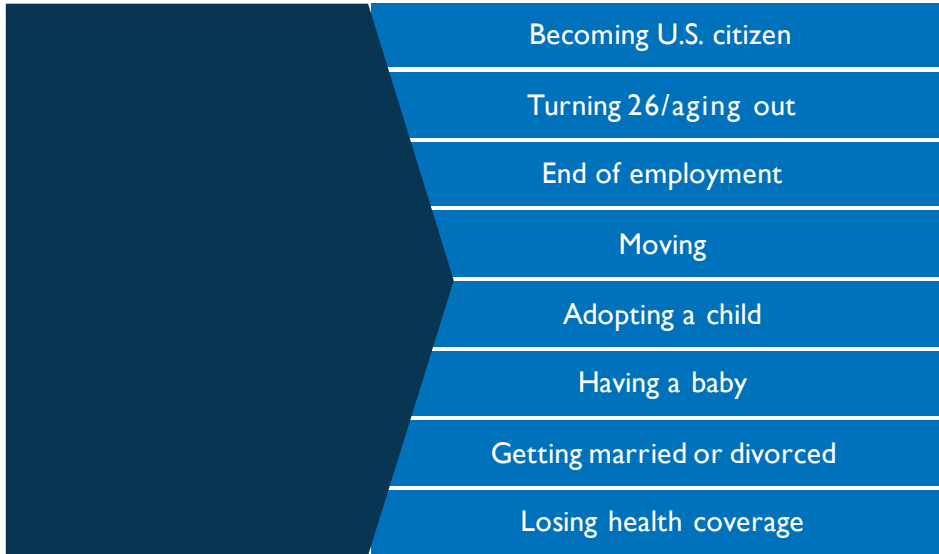 Becoming U.S. citizen
Turning 26/aging out
End of employment
Moving
Adopting a child
Having a baby
Getting married or divorced
Losing health coverage